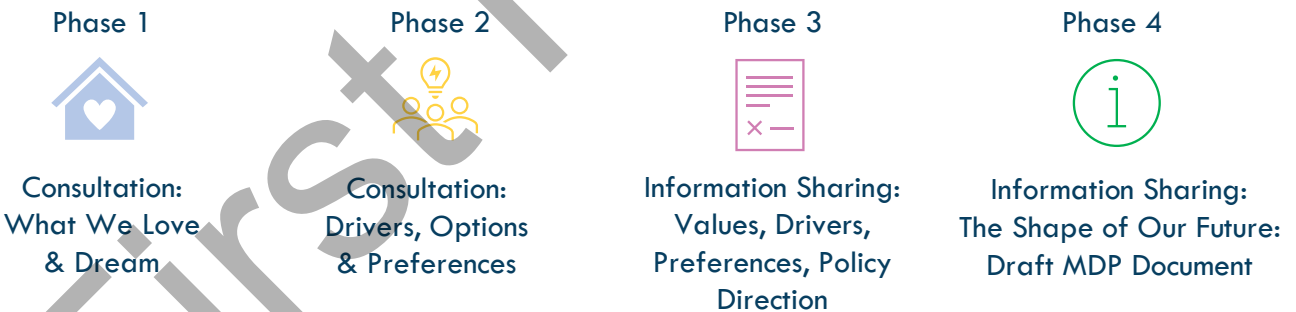 Phase 1
Consultation:
What We Love
& Dream
Phase 2
Consultation:
Drivers, Options
& Preferences
Phase 3
Information Sharing:
Values, Drivers,
Preferences, Policy
Direction
Phase 4
Information Sharing:
The Shape of Our Future:
Draft MDP Document
First